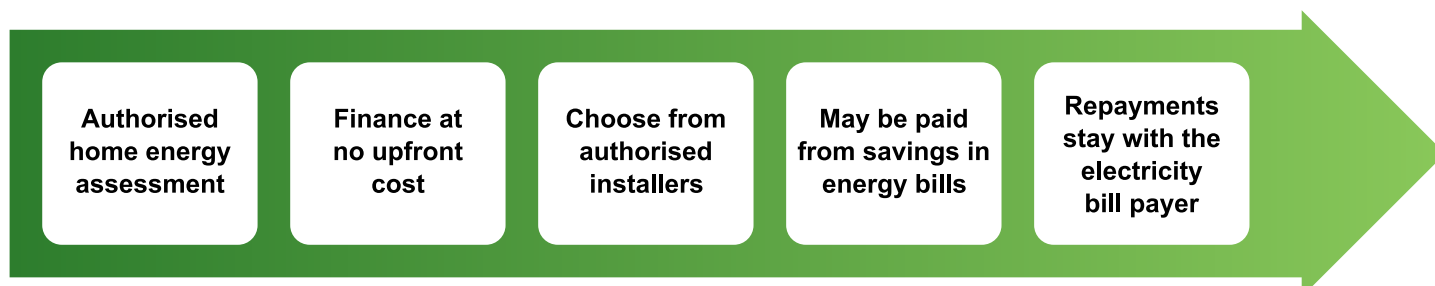 Authorised
home energy
assessment
Finance at
no upfront
cost
Choose from
authorised
installers
May be paid
from savings in
energy bills
Repayments
stay with the
electricity
bill payer